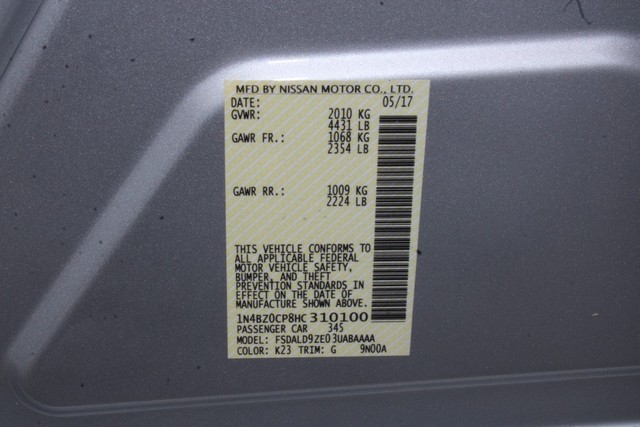 MFD BY NISSAN MOTOR CO., LTD.
DATE: 05/17
GVWR: 2010 KG
4431 LB
GAWR FR.: 1068 KG
2354 LB
GAWR RR.: 1009 KG
2224 LB
THIS VEHICLE CONFORMS TO
ALL APPLICABLE FEDERAL
MOTOR VEHICLE SAFETY,
BUMPER, AND THEFT
PREVENTION STANDARDS IN
EFFECT ON THE DATE OF
MANUFACTURE SHOWN ABOVE.
1N4BZ0CP8HC310100
PASSENGER CAR 345
MODEL: FSDALD9ZE0 3UABAAAA
COLOR: K23 TRIM: G 9N00A